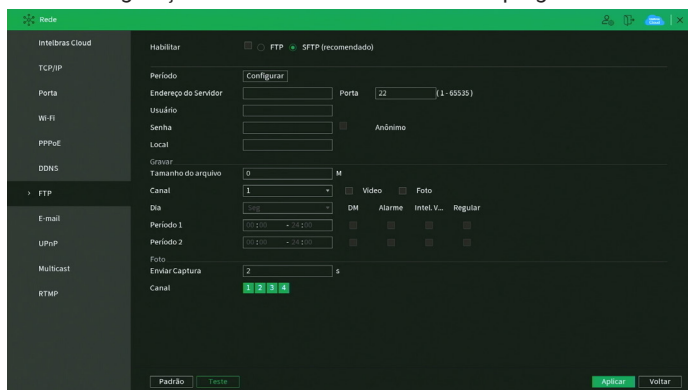 Rede
Intelbras Cloud
TCP/IP
Porta
Wi-Fi
PPPoE
DDNS
FTP
E-mail
UPnP
Multicast
RTMP
Habilitar FTP SFTP (recomendado)
Período Configurar
Endereço do Servidor Porta 22 (1-65535)
Usuário
Senha Anônimo
Local
Gravar
Tamanho do arquivo 0 M
Canal 1 Vídeo Foto
Dia Seg DM Alarme Intel. V... Regular
Período 1 00:00 - 24:00
Período 2 00:00 - 24:00
Foto
Enviar Captura 2 s
Canal 1 2 3 4
Padrão Teste Aplicar Voltar